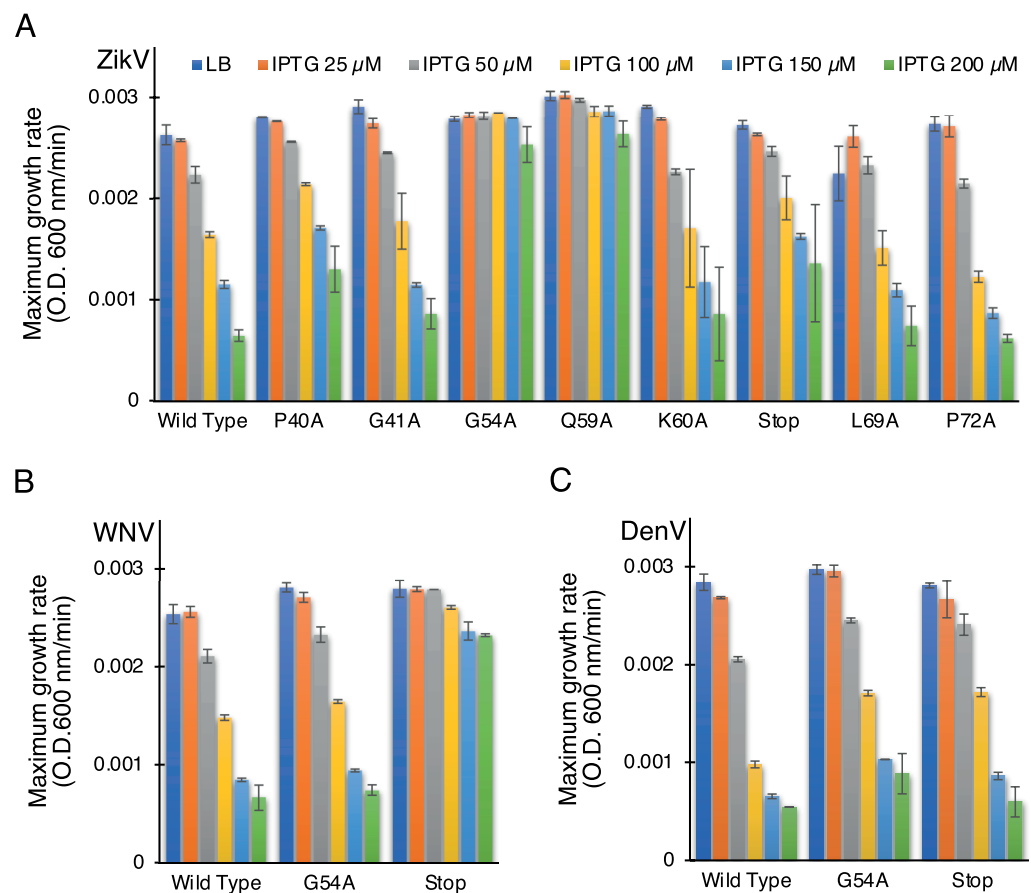 A
ZikV
LB IPTG 25 µM IPTG 50 µM IPTG 100 µM IPTG 150 µM IPTG 200 µM
Maximum growth rate
(O.D. 600 nm/min)
0.003
0.002
0.001
0
Wild Type P40A G41A G54A Q59A K60A Stop L69A P72A
B
WNV
Maximum growth rate
(O.D.600 nm/min)
0.003
0.002
0.001
0
Wild Type G54A Stop
C
DenV
Maximum growth rate
(O.D. 600 nm/min)
0.003
0.002
0.001
0
Wild Type G54A Stop